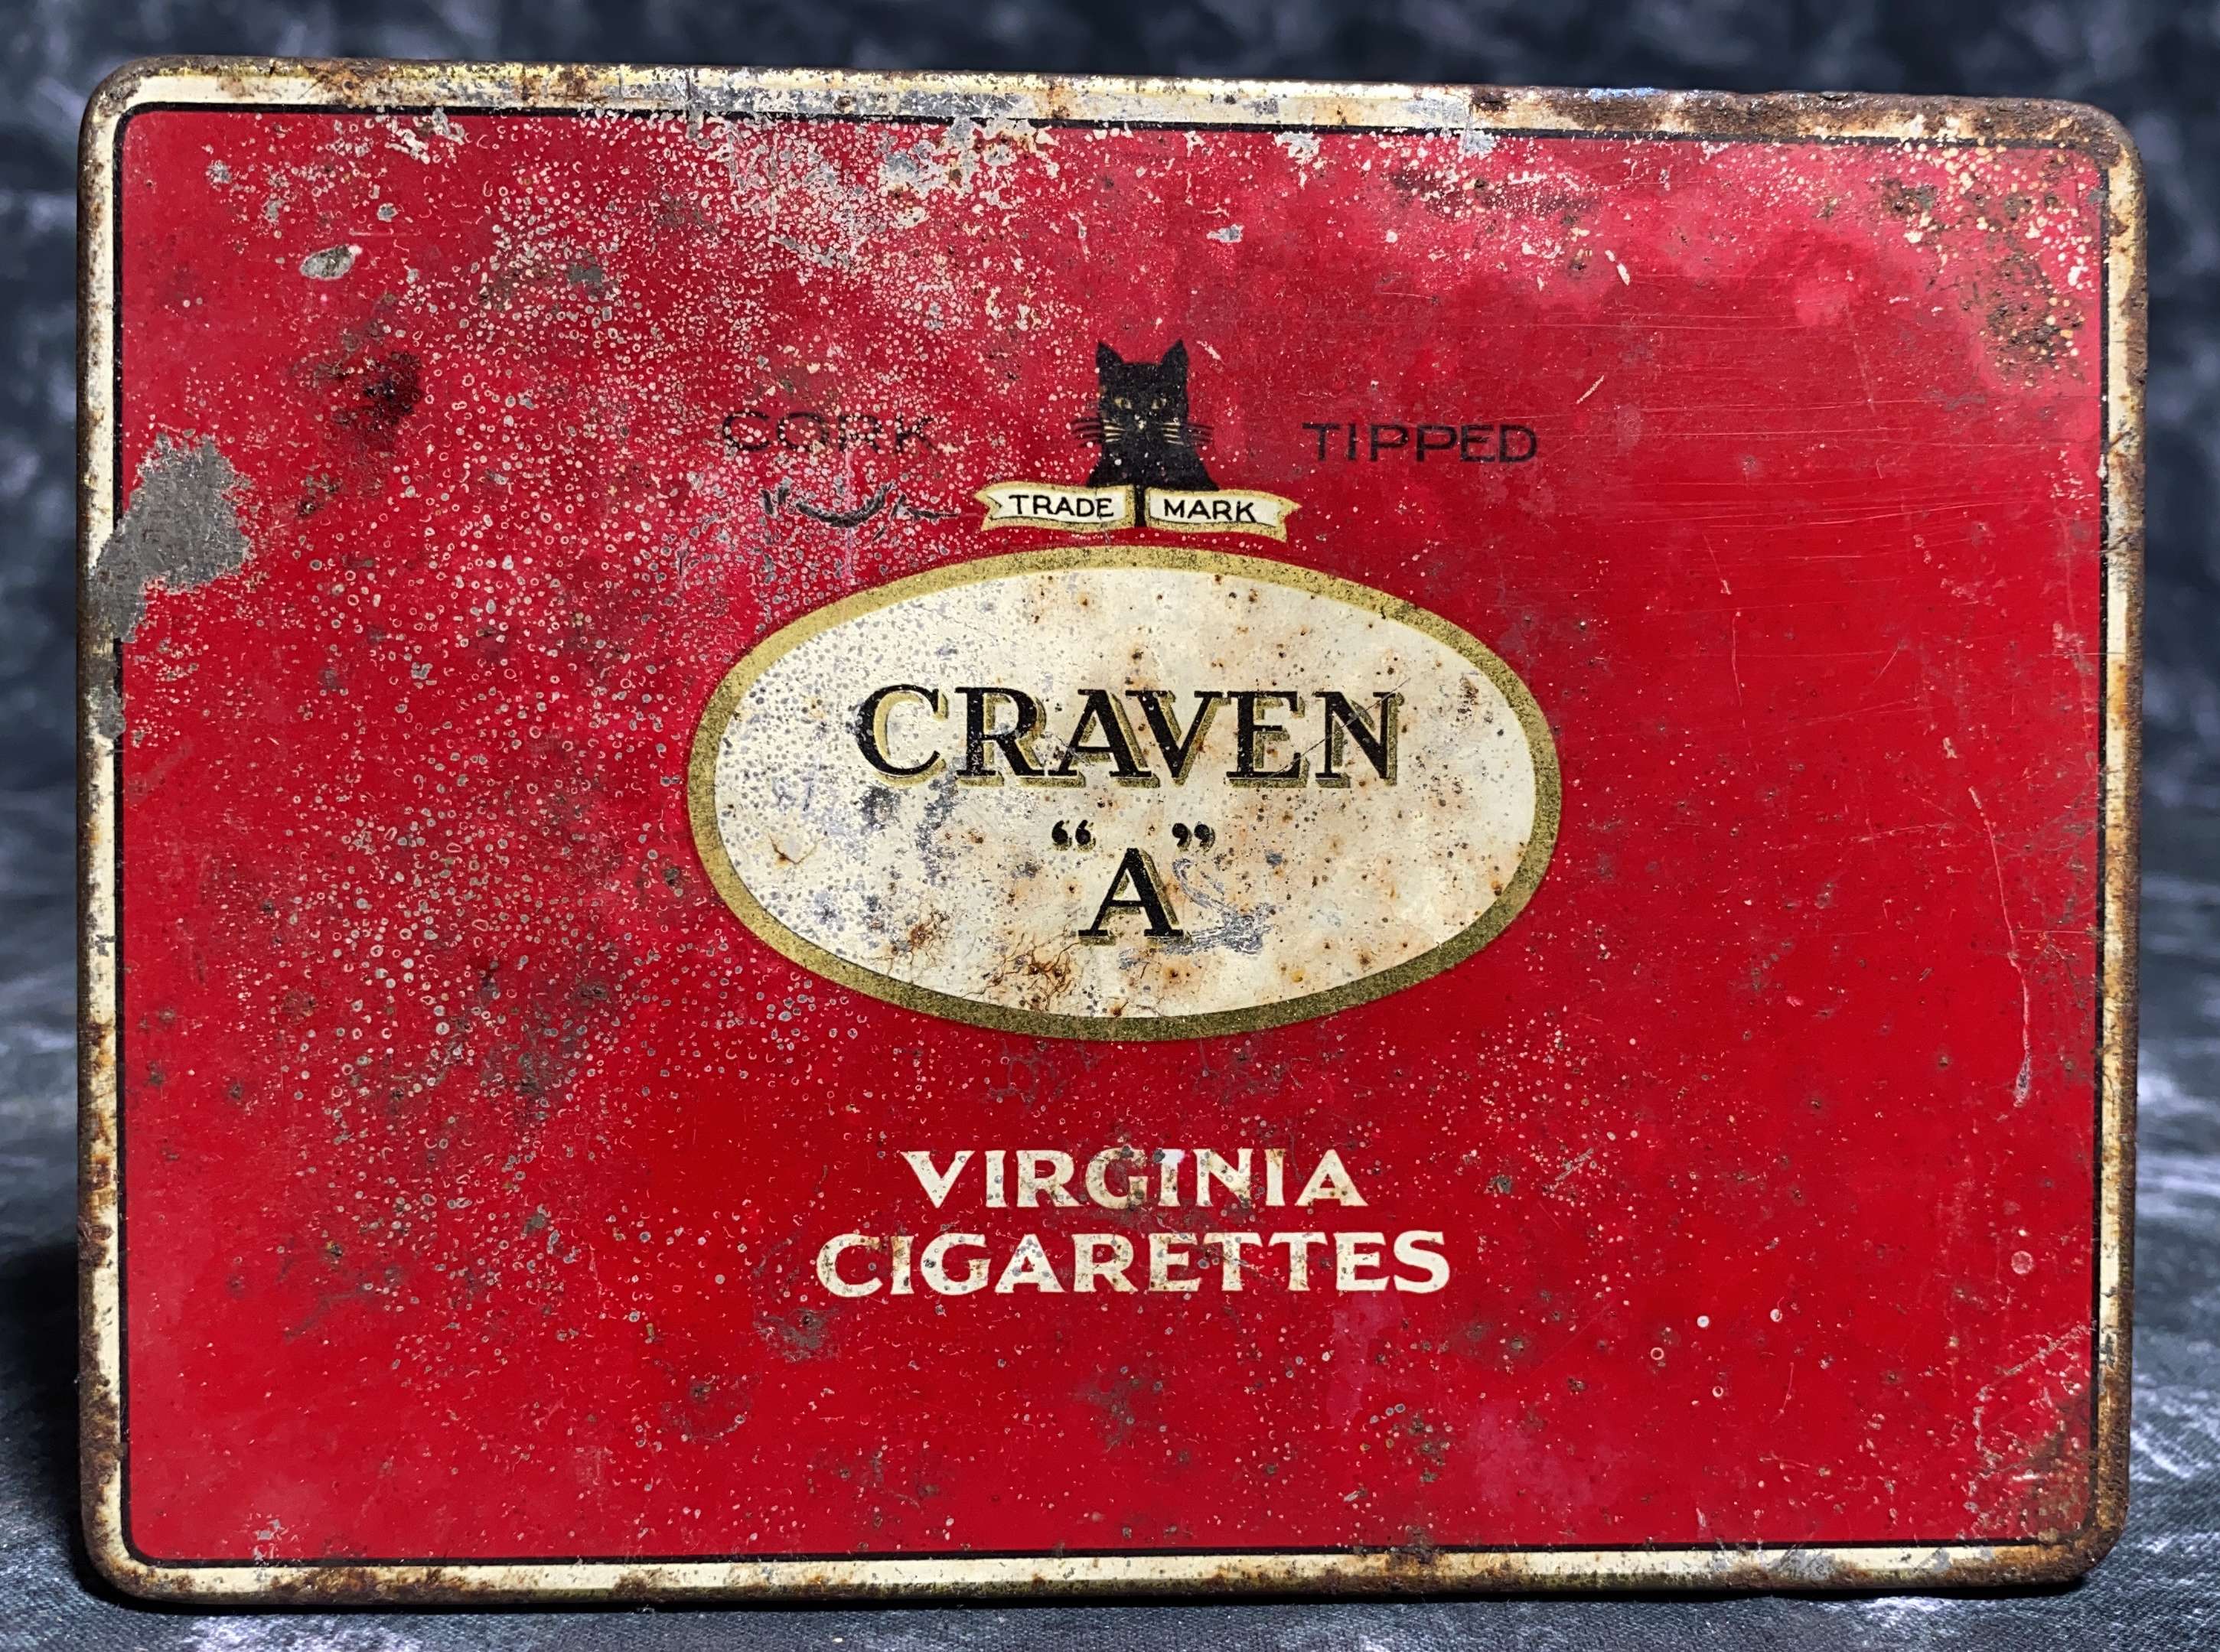 CORK TIPPED
TRADE MARK
CRAVEN
“A”
VIRGINIA
CIGARETTES